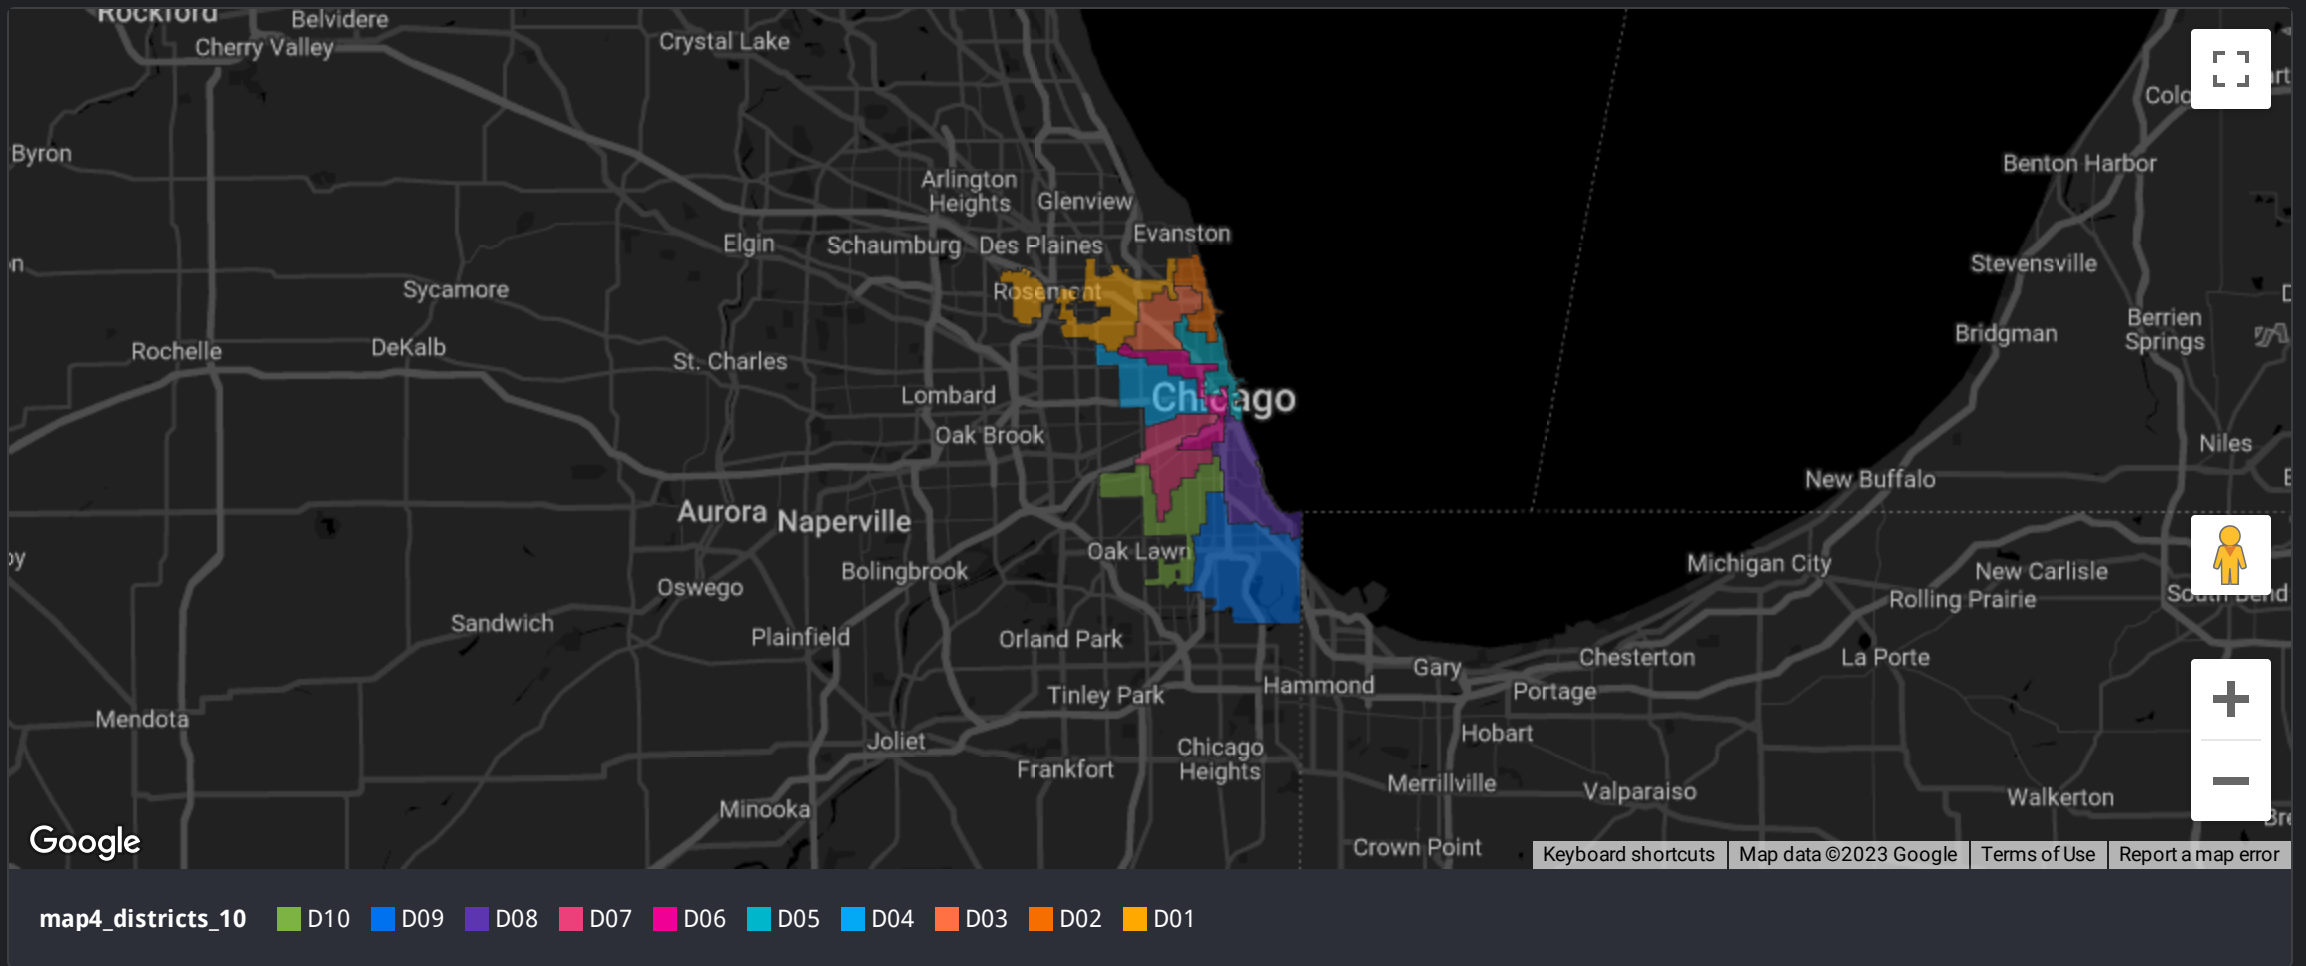 Rockford
Belvidere
Cherry Valley
Crystal Lake
Byron
Arlington
Heights
Glenview
Benton Harbor
Elgin
Schaumburg
Des Plaines
Evanston
Stevensville
Sycamore
Rosemont
Berrien
Springs
Bridgman
Rochelle
DeKalb
St. Charles
Lombard
Chicago
Oak Brook
Niles
New Buffalo
Aurora
Naperville
Oak Lawn
Michigan City
New Carlisle
Bolingbrook
Oswego
South Bend
Rolling Prairie
Sandwich
Plainfield
Orland Park
Gary
Chesterton
La Porte
Hammond
Tinley Park
Portage
Mendota
Joliet
Hobart
Chicago
Heights
Frankfort
Merrillville
Valparaiso
Walkerton
Minooka
Crown Point
Google
Keyboard shortcuts
Map data ©2023 Google
Terms of Use
Report a map error
map4_districts_10 D10 D09 D08 D07 D06 D05 D04 D03 D02 D01